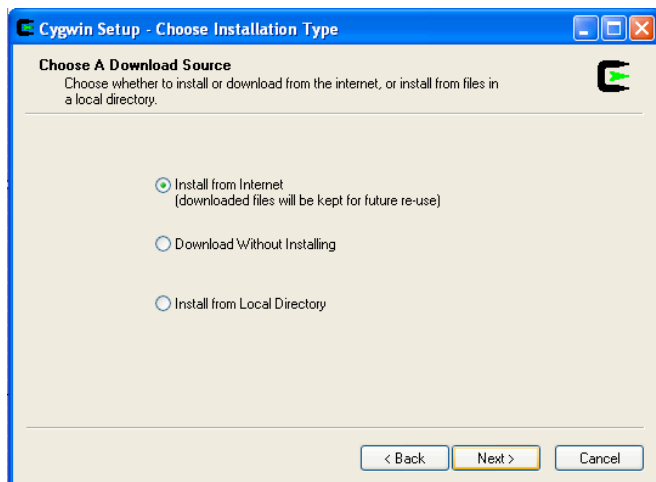 Cygwin Setup - Choose Installation Type
Choose A Download Source
Choose whether to install or download from the internet, or install from files in
a local directory.
Install from Internet
(downloaded files will be kept for future re-use)
Download Without Installing
Install from Local Directory
< Back Next > Cancel